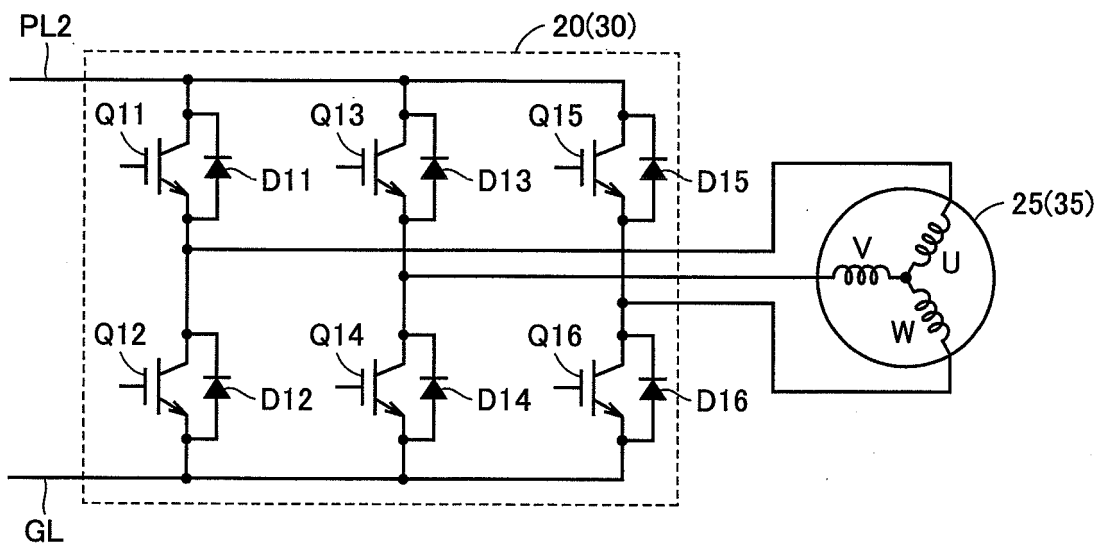 PL2
20(30)
Q11
Q13
Q15
D11
D13
D15
25(35)
V
U
W
Q12
Q14
Q16
D12
D14
D16
GL